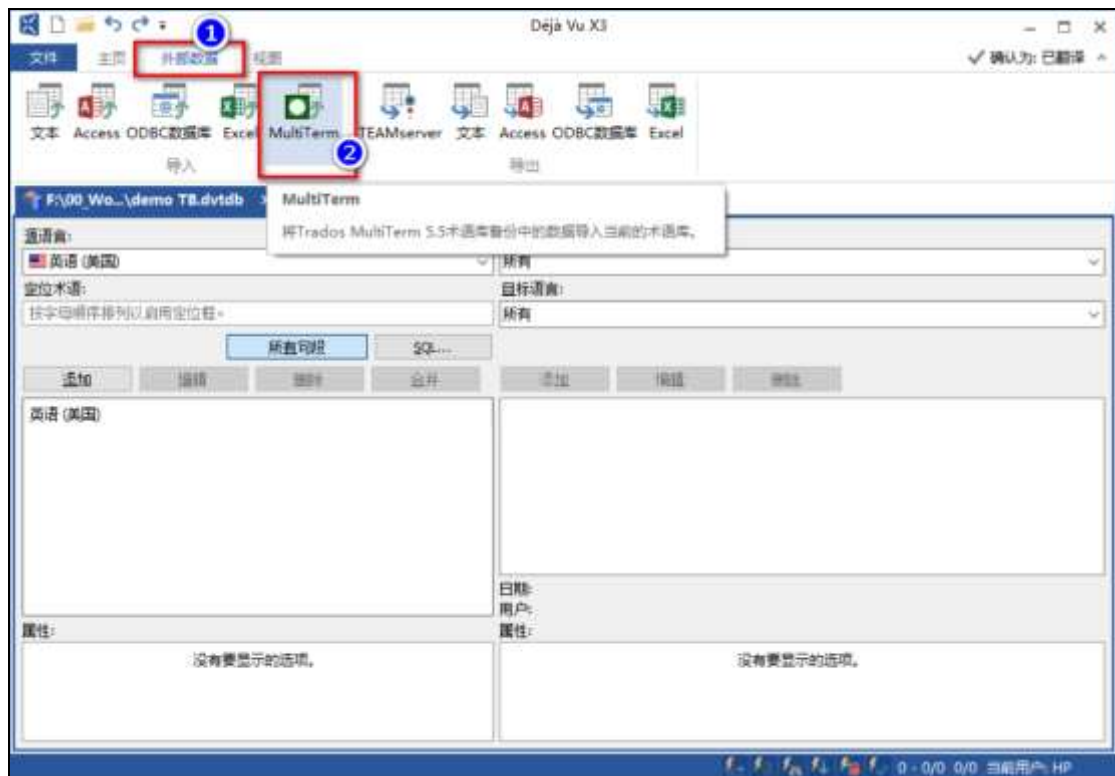 Déjà Vu X3
1
文件 主页 外部数据 视图
确认为: 已翻译
文本 Access ODBC数据库 Excel MultiTerm TEAMserver 文本 Access ODBC数据库 Excel
2
导入 导出
F:\00_Wo...\demo TB.dvtdb
MultiTerm
将Trados MultiTerm 5.5术语库备份中的数据导入当前的术语库。
源语言:
英语 (美国) 所有
定位术语: 目标语言:
按字母顺序排列以启用定位框。 所有
所有句段 SQL...
添加 编辑 删除 合并 添加 编辑 删除
英语 (美国)
日期:
用户:
属性: 属性:
没有要显示的选项。 没有要显示的选项。
0 - 0/0 0/0 当前用户: HP